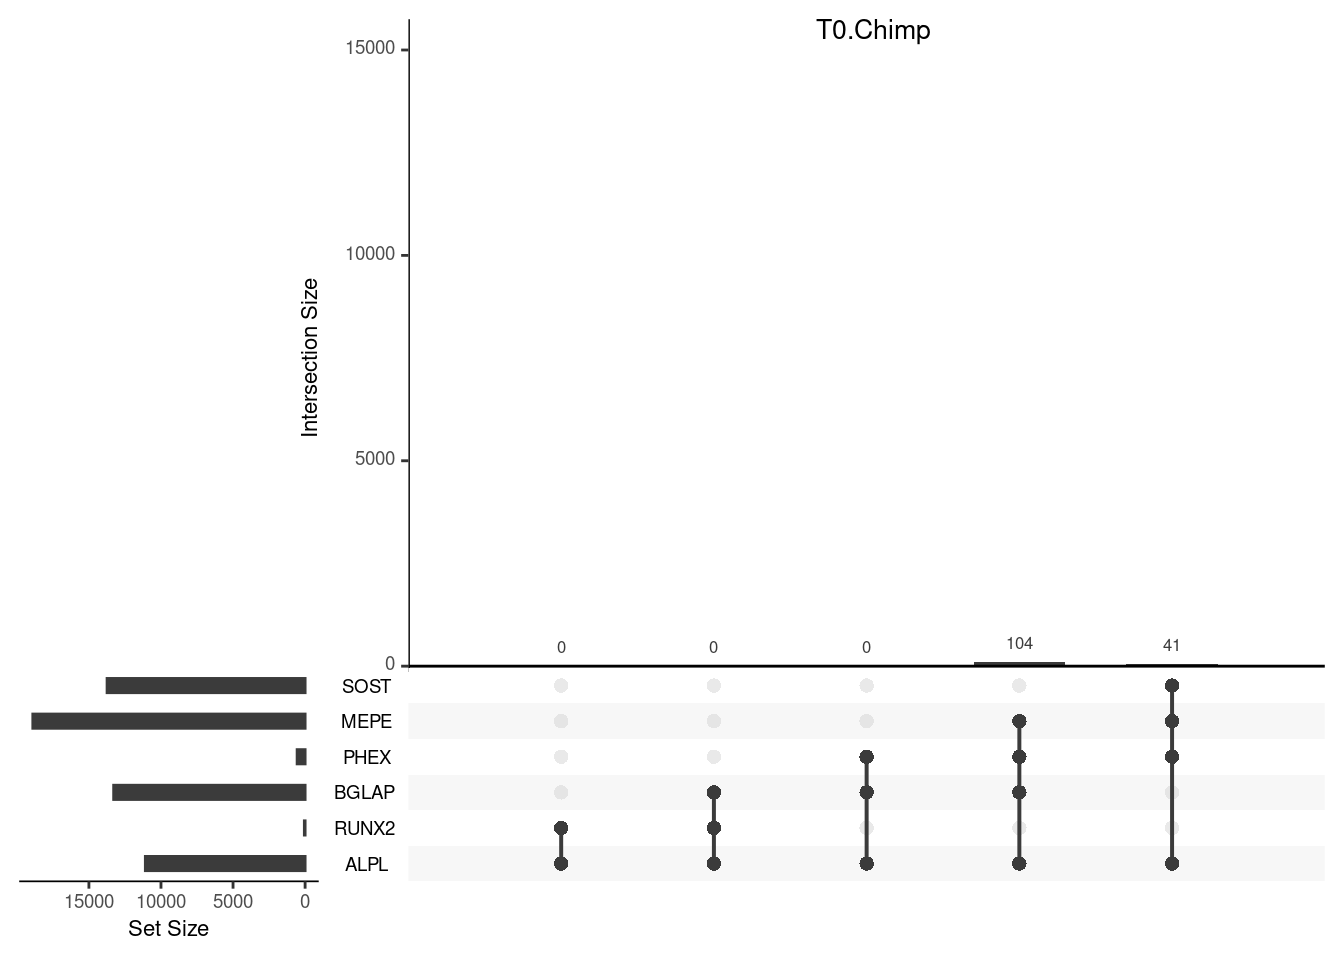 T0.Chimp
15000
10000
5000
0
Intersection Size
0 0 0 104 41
SOST
MEPE
PHEX
BGLAP
RUNX2
ALPL
15000 10000 5000 0
Set Size